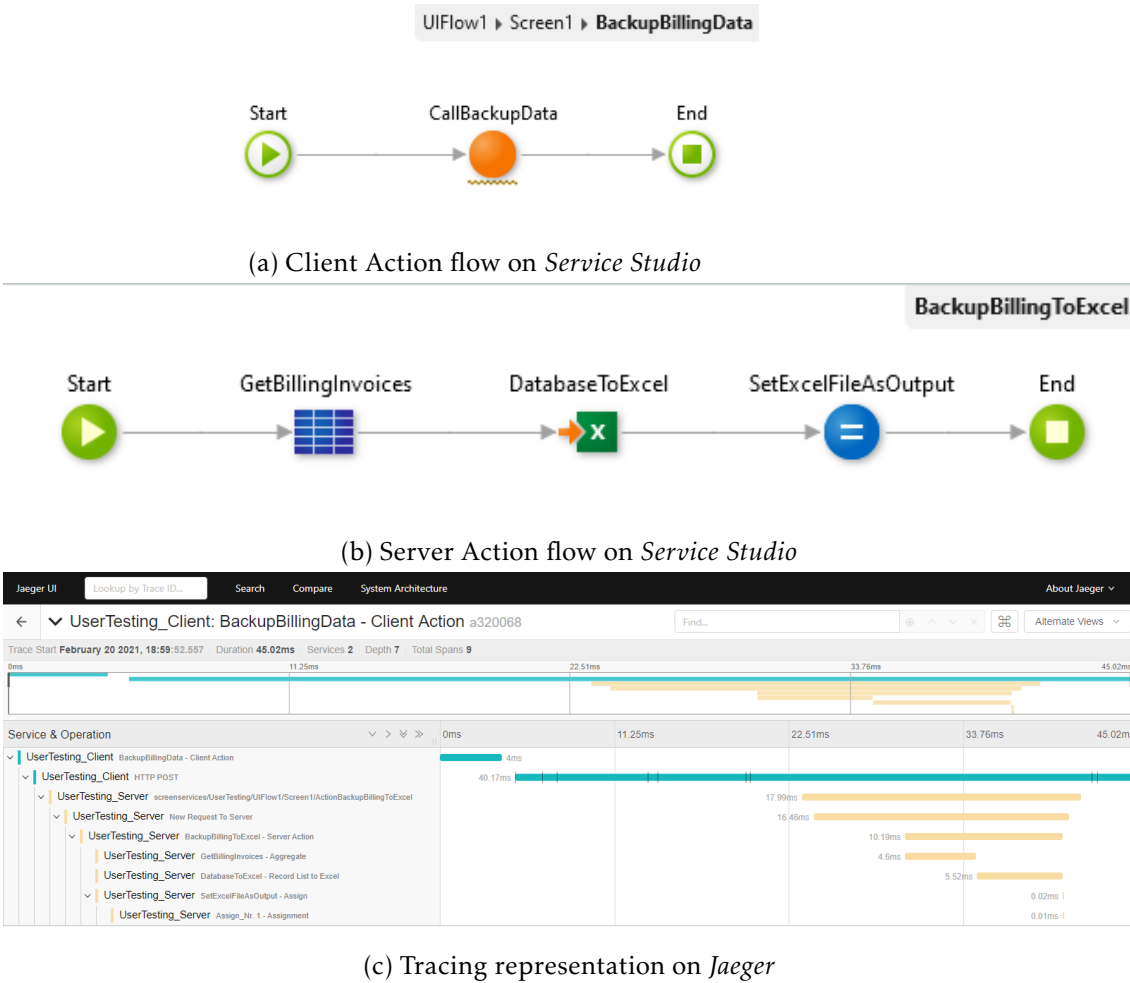 UIFlow1 ▸ Screen1 ▸ BackupBillingData
Start CallBackupData End
(a) Client Action flow on Service Studio
BackupBillingToExcel
Start GetBillingInvoices DatabaseToExcel SetExcelFileAsOutput End
(b) Server Action flow on Service Studio
Jaeger UI Lookup by Trace ID... Search Compare System Architecture About Jaeger
UserTesting_Client: BackupBillingData - Client Action a320068 Find... Alternate Views
Trace Start February 20 2021, 18:59:52.557 Duration 45.02ms Services 2 Depth 7 Total Spans 9
0ms 11.25ms 22.51ms 33.76ms 45.02ms
Service & Operation 0ms 11.25ms 22.51ms 33.76ms 45.02m
UserTesting_Client BackupBillingData - Client Action 4ms
UserTesting_Client HTTP POST 40.17ms
UserTesting_Server screenservices/UserTesting/UIFlow1/Screen1/ActionBackupBillingToExcel 17.99ms
UserTesting_Server New Request To Server 16.46ms
UserTesting_Server BackupBillingToExcel - Server Action 10.19ms
UserTesting_Server GetBillingInvoices - Aggregate 4.6ms
UserTesting_Server DatabaseToExcel - Record List to Excel 5.52ms
UserTesting_Server SetExcelFileAsOutput - Assign 0.02ms
UserTesting_Server Assign_Nr. 1 - Assignment 0.01ms
(c) Tracing representation on Jaeger